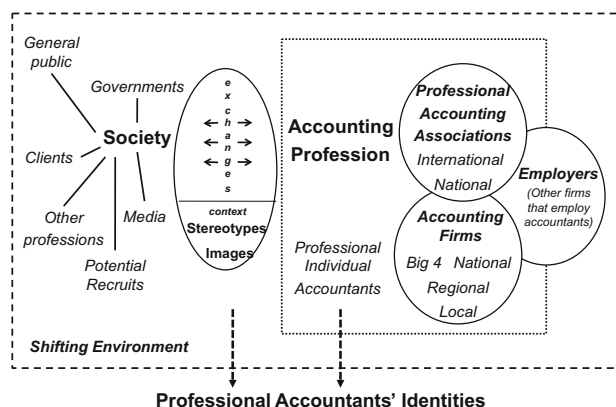 General
public
Governments
Society
Clients
Other
professions
Media
Potential
Recruits
exchanges
context
Stereotypes
Images
Accounting
Profession
Professional
Individual
Accountants
Professional
Accounting
Associations
International
National
Accounting
Firms
Big 4 National
Regional
Local
Employers
(Other firms
that employ
accountants)
Shifting Environment
Professional Accountants' Identities